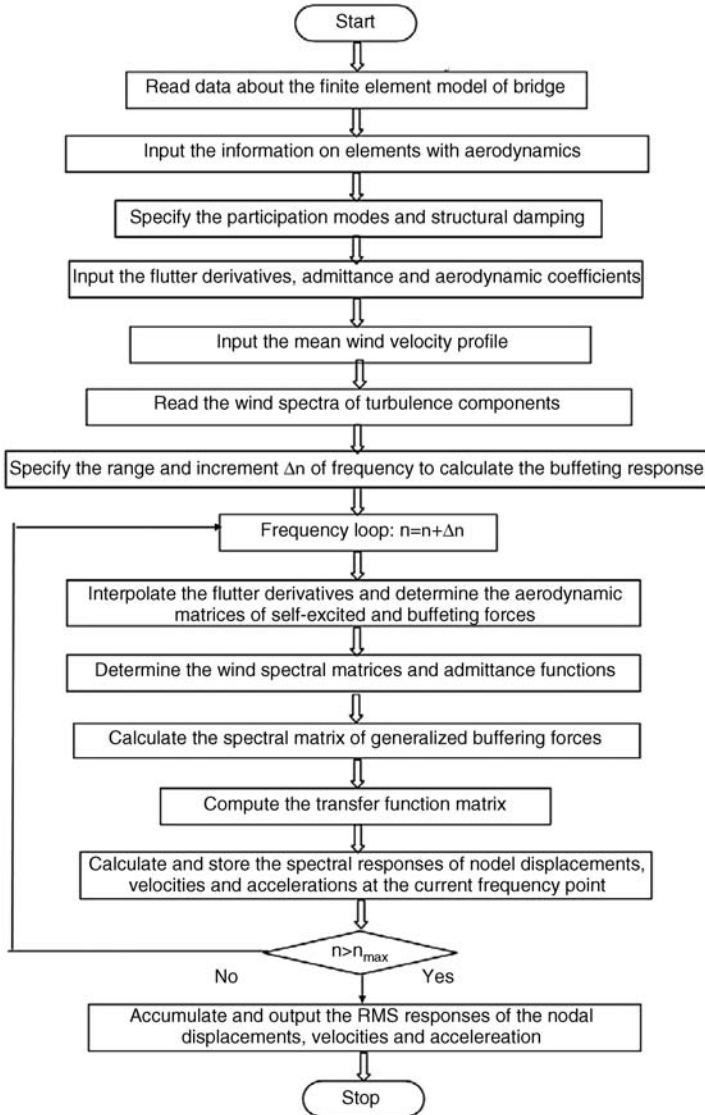 Start
Read data about the finite element model of bridge
Input the information on elements with aerodynamics
Specify the participation modes and structural damping
Input the flutter derivatives, admittance and aerodynamic coefficients
Input the mean wind velocity profile
Read the wind spectra of turbulence components
Specify the range and increment Δn of frequency to calculate the buffeting response
Frequency loop: n=n+Δn
Interpolate the flutter derivatives and determine the aerodynamic
matrices of self-excited and buffeting forces
Determine the wind spectral matrices and admittance functions
Calculate the spectral matrix of generalized buffering forces
Compute the transfer function matrix
Calculate and store the spectral responses of nodel displacements,
velocities and accelerations at the current frequency point
n>nmax
No Yes
Accumulate and output the RMS responses of the nodal
displacements, velocities and accelereation
Stop